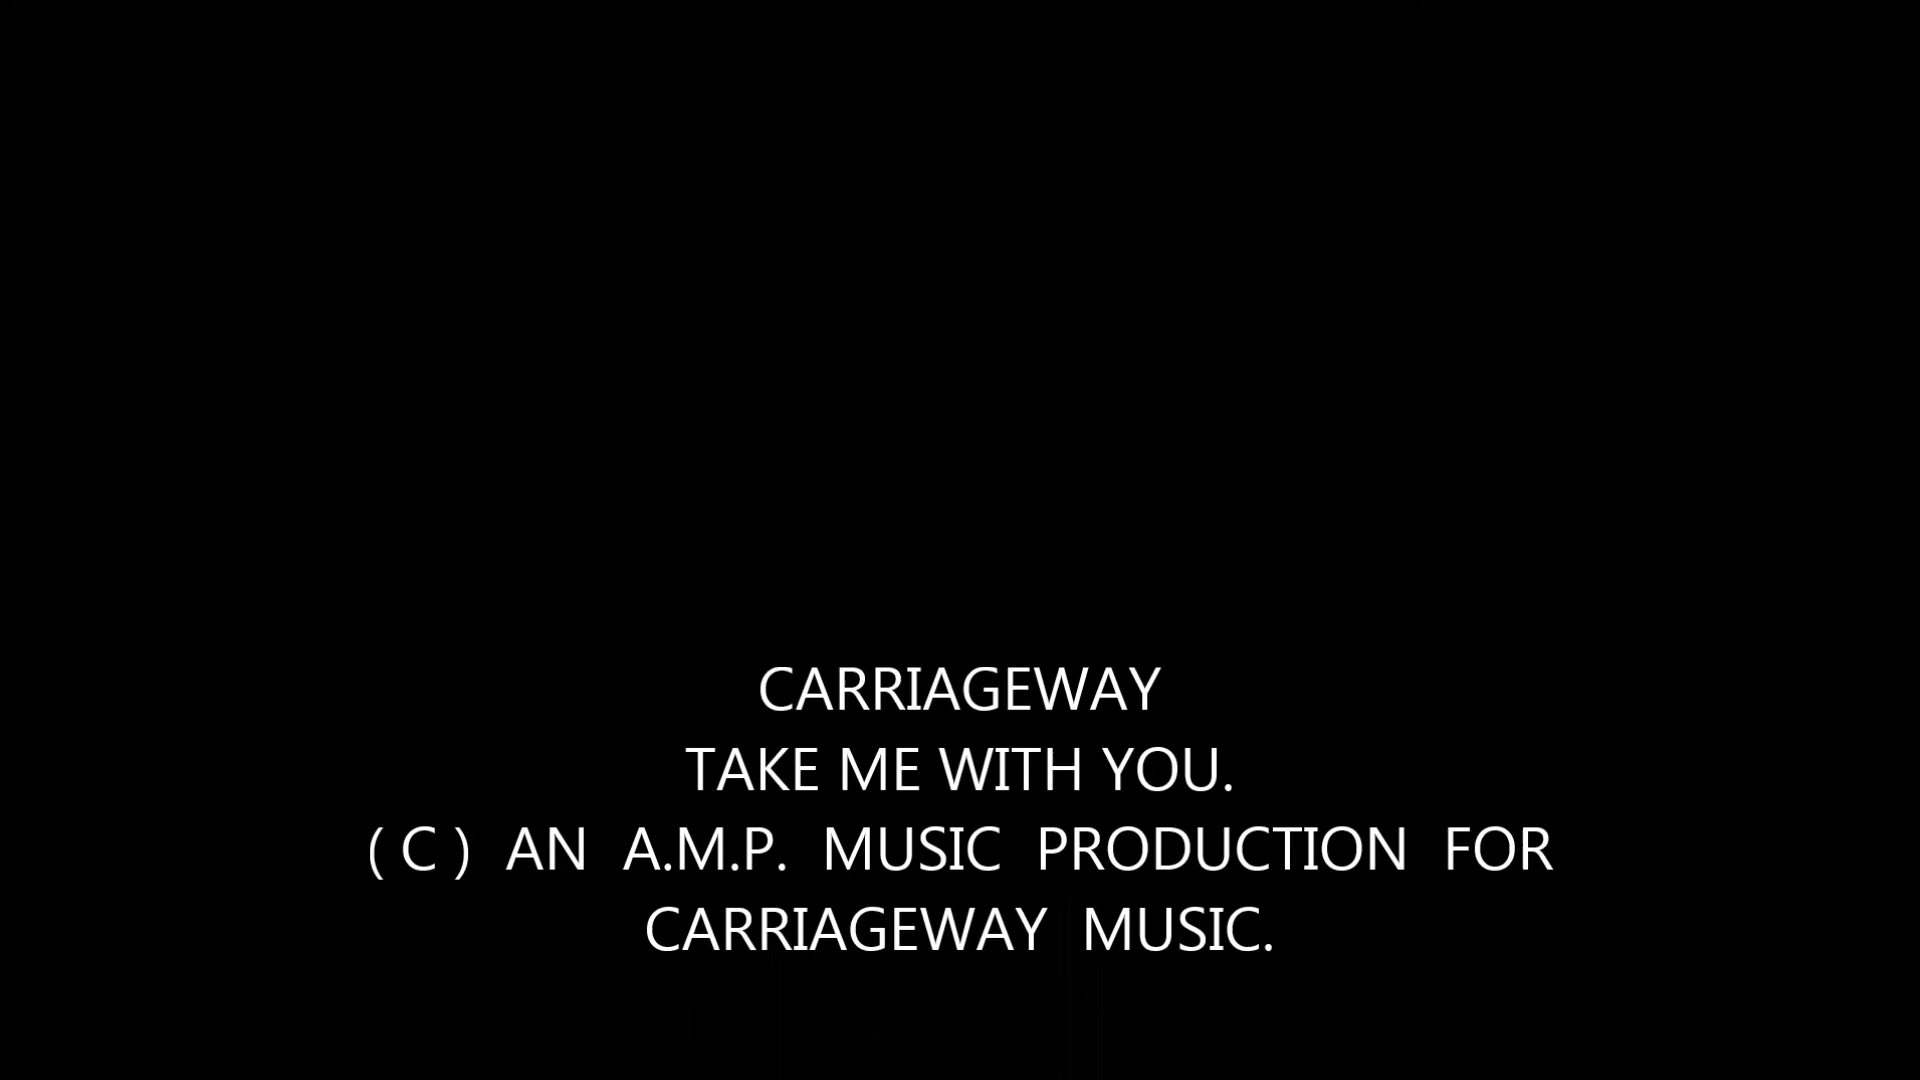 CARRIAGEWAY
TAKE ME WITH YOU.
( C ) AN A.M.P. MUSIC PRODUCTION FOR
CARRIAGEWAY MUSIC.